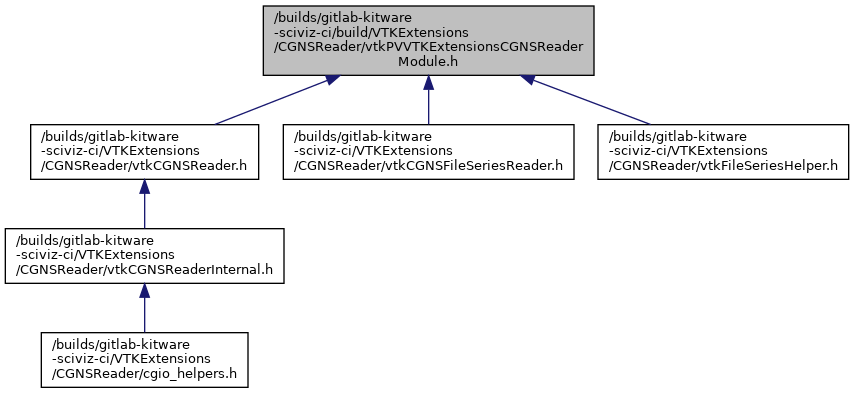 /builds/gitlab-kitware
-sciviz-ci/build/VTKExtensions
/CGNSReader/vtkPVVTKExtensionsCGNSReader
Module.h
/builds/gitlab-kitware
-sciviz-ci/VTKExtensions
/CGNSReader/vtkCGNSReader.h
/builds/gitlab-kitware
-sciviz-ci/VTKExtensions
/CGNSReader/vtkCGNSFileSeriesReader.h
/builds/gitlab-kitware
-sciviz-ci/VTKExtensions
/CGNSReader/vtkFileSeriesHelper.h
/builds/gitlab-kitware
-sciviz-ci/VTKExtensions
/CGNSReader/vtkCGNSReaderInternal.h
/builds/gitlab-kitware
-sciviz-ci/VTKExtensions
/CGNSReader/cgio_helpers.h